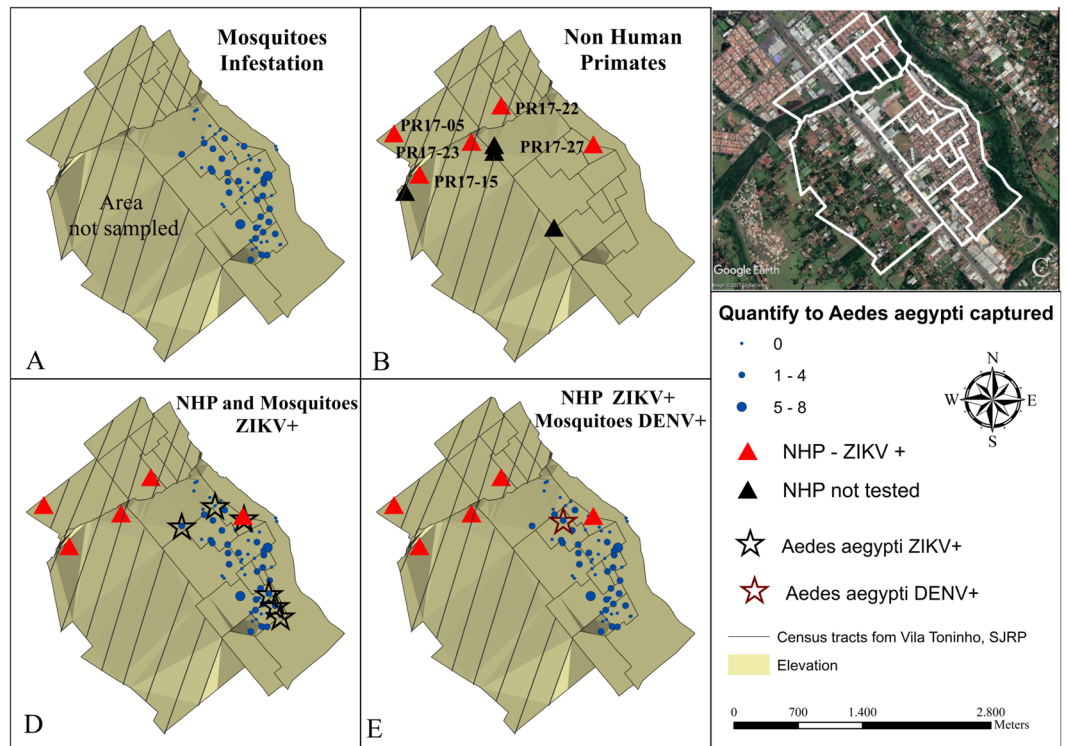 Mosquitoes
Infestation
Area
not sampled
A
Non Human
Primates
PR17-22
PR17-05
PR17-23
PR17-27
PR17-15
B
Google Earth
C
Quantify to Aedes aegypti captured
0
1 - 4
5 - 8
N
W
E
S
NHP - ZIKV +
NHP not tested
Aedes aegypti ZIKV+
Aedes aegypti DENV+
Census tracts fom Vila Toninho, SJRP
Elevation
0 700 1.400 2.800
Meters
NHP and Mosquitoes
ZIKV+
D
NHP ZIKV+
Mosquitoes DENV+
E